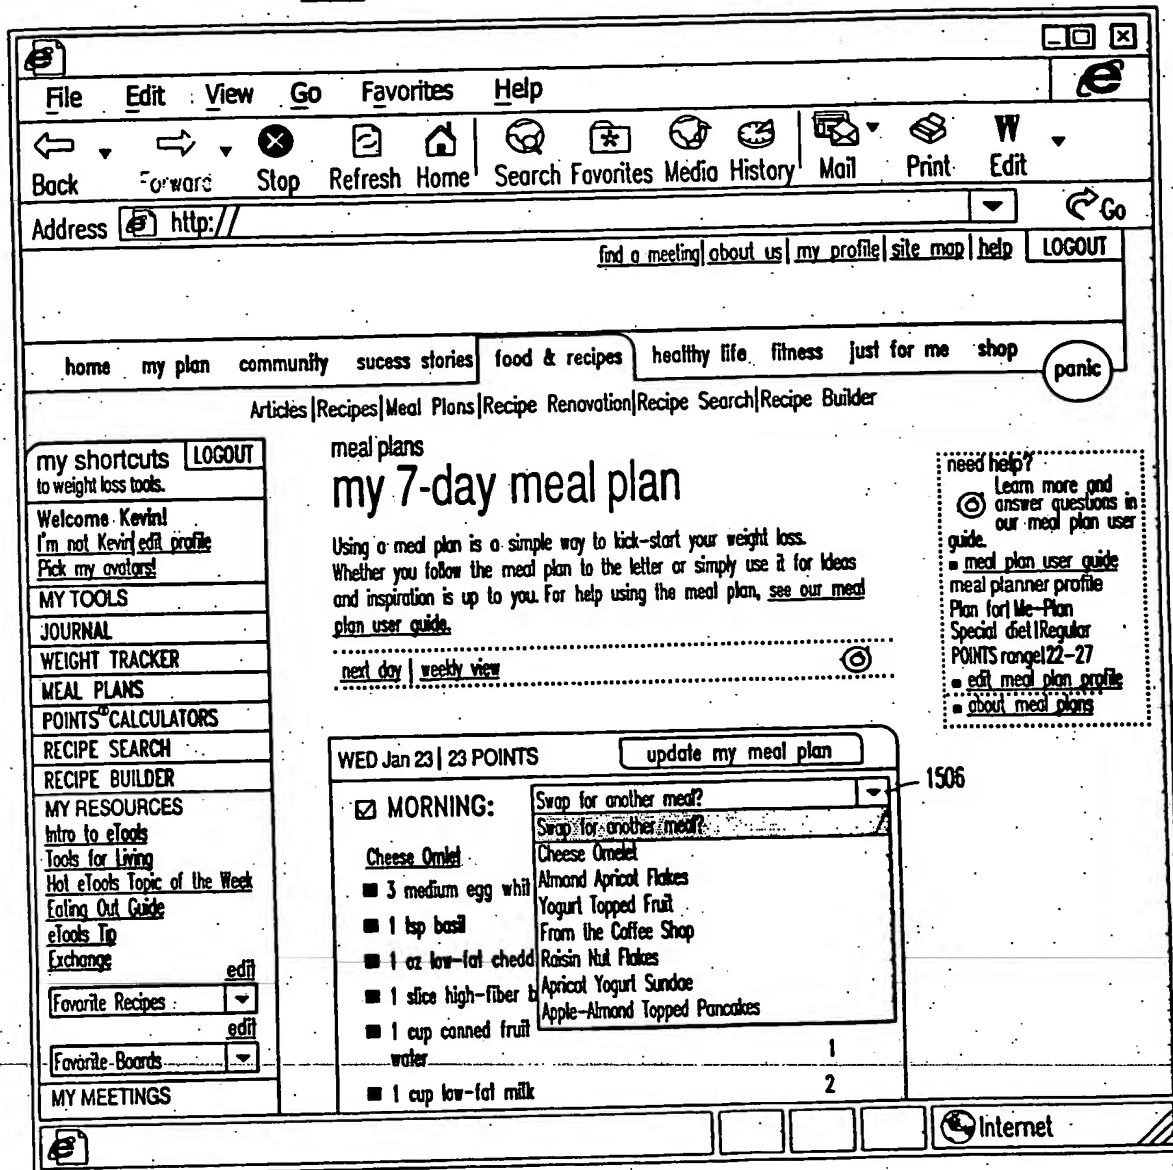 File Edit View Go Favorites Help
Back Forward Stop Refresh Home Search Favorites Media History Mail Print Edit
Address http:// Go
find a meeting|about us|my profile|site map|help LOGOUT
home my plan community sucess stories food & recipes healthy life fitness just for me shop panic
Articles|Recipes|Meal Plans|Recipe Renovation|Recipe Search|Recipe Builder
my shortcuts LOGOUT
to weight loss tools.
Welcome Kevin!
I'm not Kevin|edit profile
Pick my avatars!
MY TOOLS
JOURNAL
WEIGHT TRACKER
MEAL PLANS
POINTS® CALCULATORS
RECIPE SEARCH
RECIPE BUILDER
MY RESOURCES
Intro to eTools
Tools for Living
Hot eTools Topic of the Week
Eating Out Guide
eTools Tip
Exchange
edit
Favorite Recipes
edit
Favorite Boards
MY MEETINGS
meal plans
my 7-day meal plan
Using a meal plan is a simple way to kick-start your weight loss.
Whether you follow the meal plan to the letter or simply use it for ideas
and inspiration is up to you. For help using the meal plan, see our meal
plan user guide.
next day | weekly view
WED Jan 23| 23 POINTS update my meal plan
MORNING:
Swap for another meal?
Swap for another meal?
Cheese Omelet
Almond Apricot Flakes
Yogurt Topped Fruit
From the Coffee Shop
Raisin Nut Flakes
Apricot Yogurt Sundae
Apple-Almond Topped Pancakes
1506
Cheese Omlet
3 medium egg whit
1 tsp basil
1 oz low-fat chedd
1 slice high-fiber b
1 cup canned fruit
water 1
1 cup low-fat milk 2
need help?
Learn more and
answer questions in
our meal plan user
guide.
meal plan user guide
meal planner profile
Plan for| Me-Plan
Special diet|Regular
POINTS range|22-27
edit meal plan profile
about meal plans
Internet